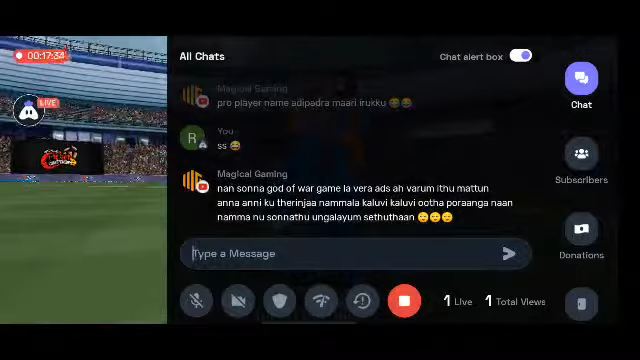 00:17:34
All Chats
Chat alert box
LIVE
Chat
Magical Gaming
pro player name adipadra maari irukku 😂😂
R
You
ss 😂
Magical Gaming
nan sonna god of war game la vera ads ah varum ithu mattun
anna anni ku therinjaa nammala kaluvi kaluvi ootha poraanga naan
namma nu sonnathu ungalayum sethuthaan 😌😌😌
Subscribers
Type a Message
Donations
1 Live
1 Total Views